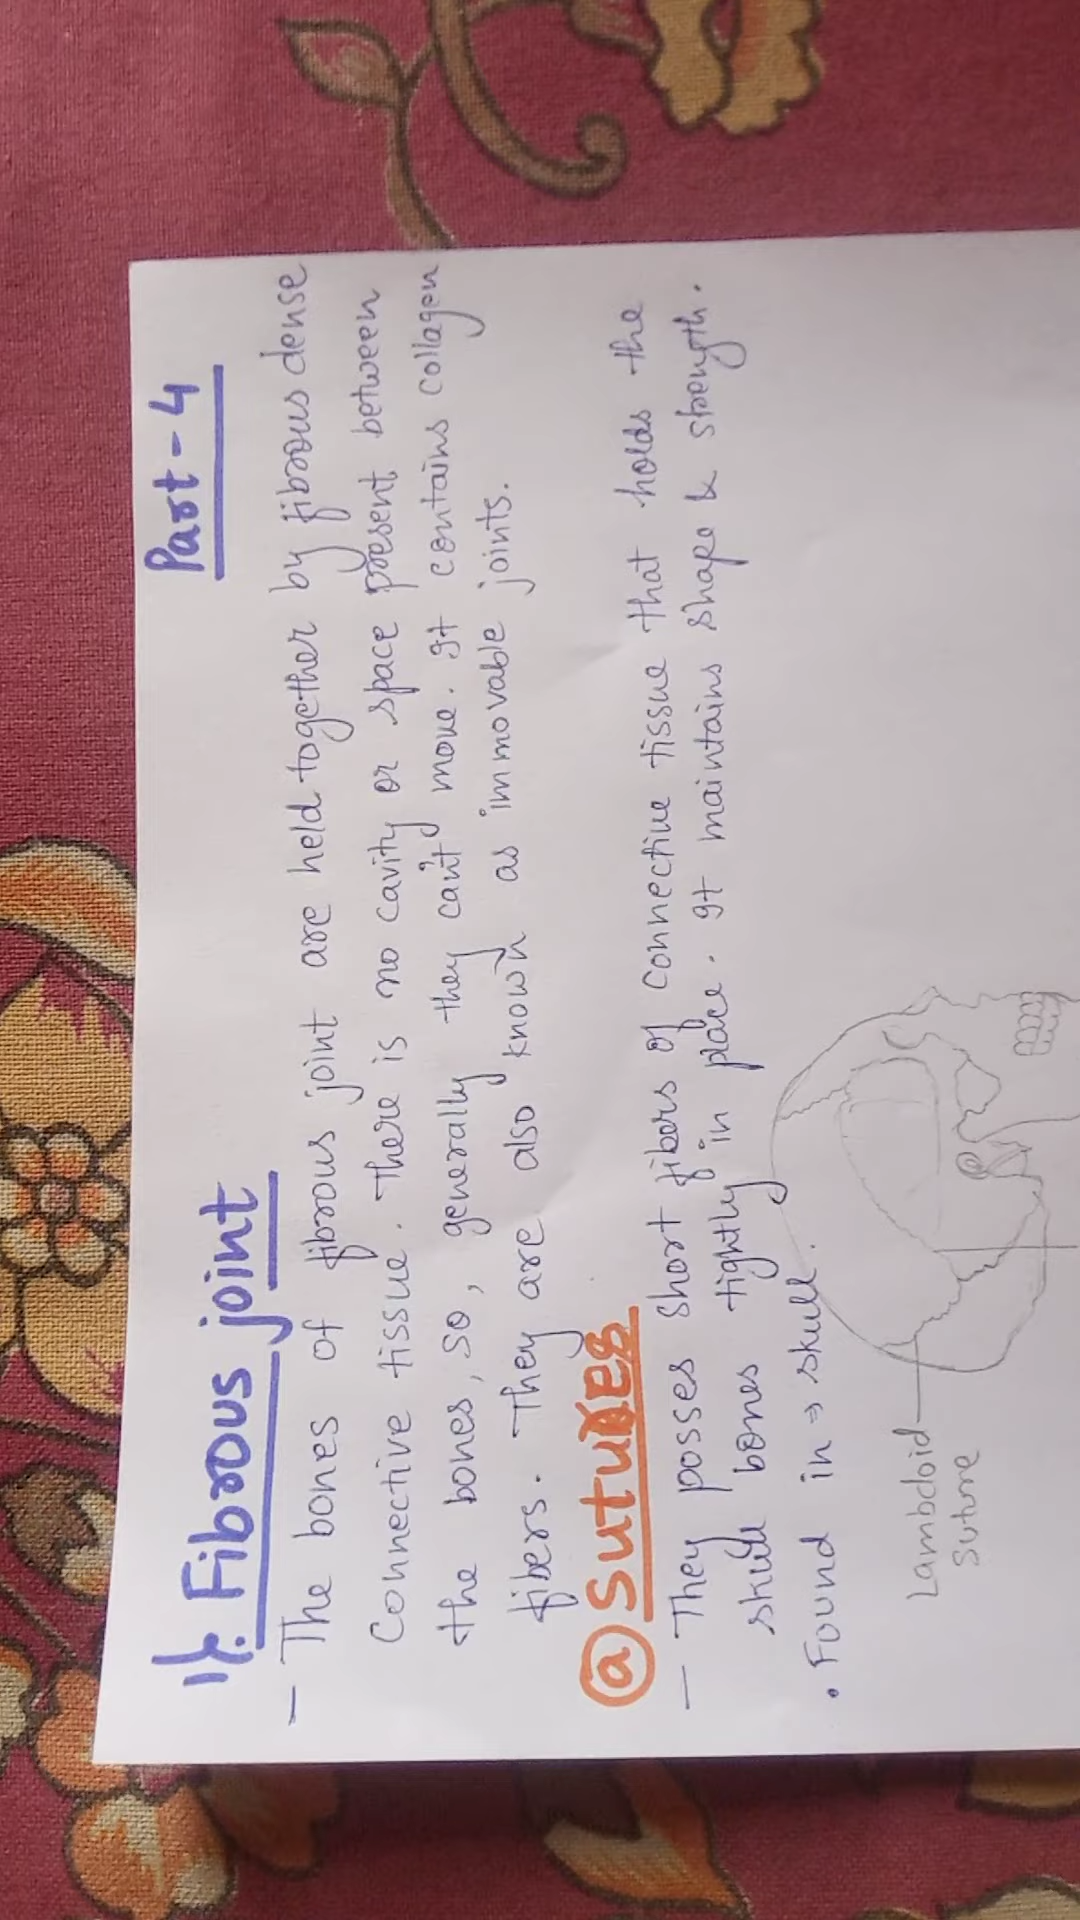 Part-4
1}. Fibrous joint
- The bones of fibrous joint are held together by fibrous dense
Connective tissue. There is no cavity or space present between
the bones, so, generally they can't move. It contains collagen
fibers. They are also known as immovable joints.
(a) Sutures
- They posses short fibers of connective tissue that holds the
skull bones tightly in place. It maintains shape & strength.
• Found in ⇒ skull.
Lambdoid
Suture